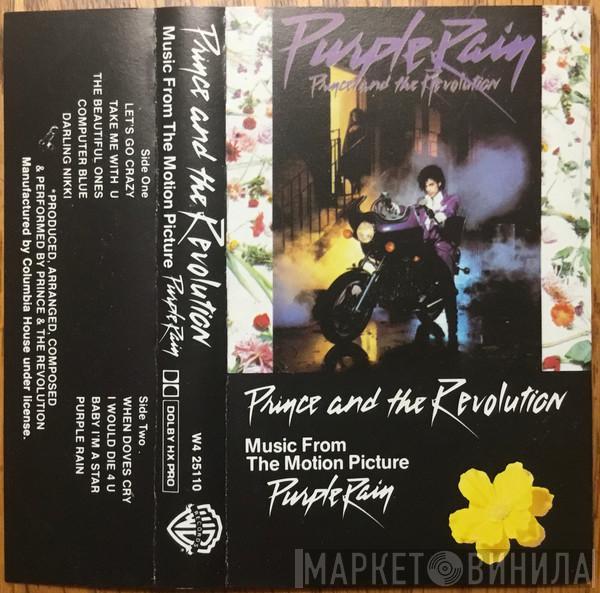 Purple Rain
Prince and the Revolution
Prince and the Revolution
Music From
The Motion Picture
Purple Rain
Prince and the Revolution
Music From The Motion Picture Purple Rain
DOLBY HX PRO
W4 25110
WB
RECORDS
Side One
LET'S GO CRAZY
TAKE ME WITH U
THE BEAUTIFUL ONES
COMPUTER BLUE
DARLING NIKKI
Side Two
WHEN DOVES CRY
I WOULD DIE 4 U
BABY I'M A STAR
PURPLE RAIN
*PRODUCED, ARRANGED, COMPOSED
& PERFORMED BY PRINCE & THE REVOLUTION
Manufactured by Columbia House under license.
МАРКЕТ ВИНИЛА